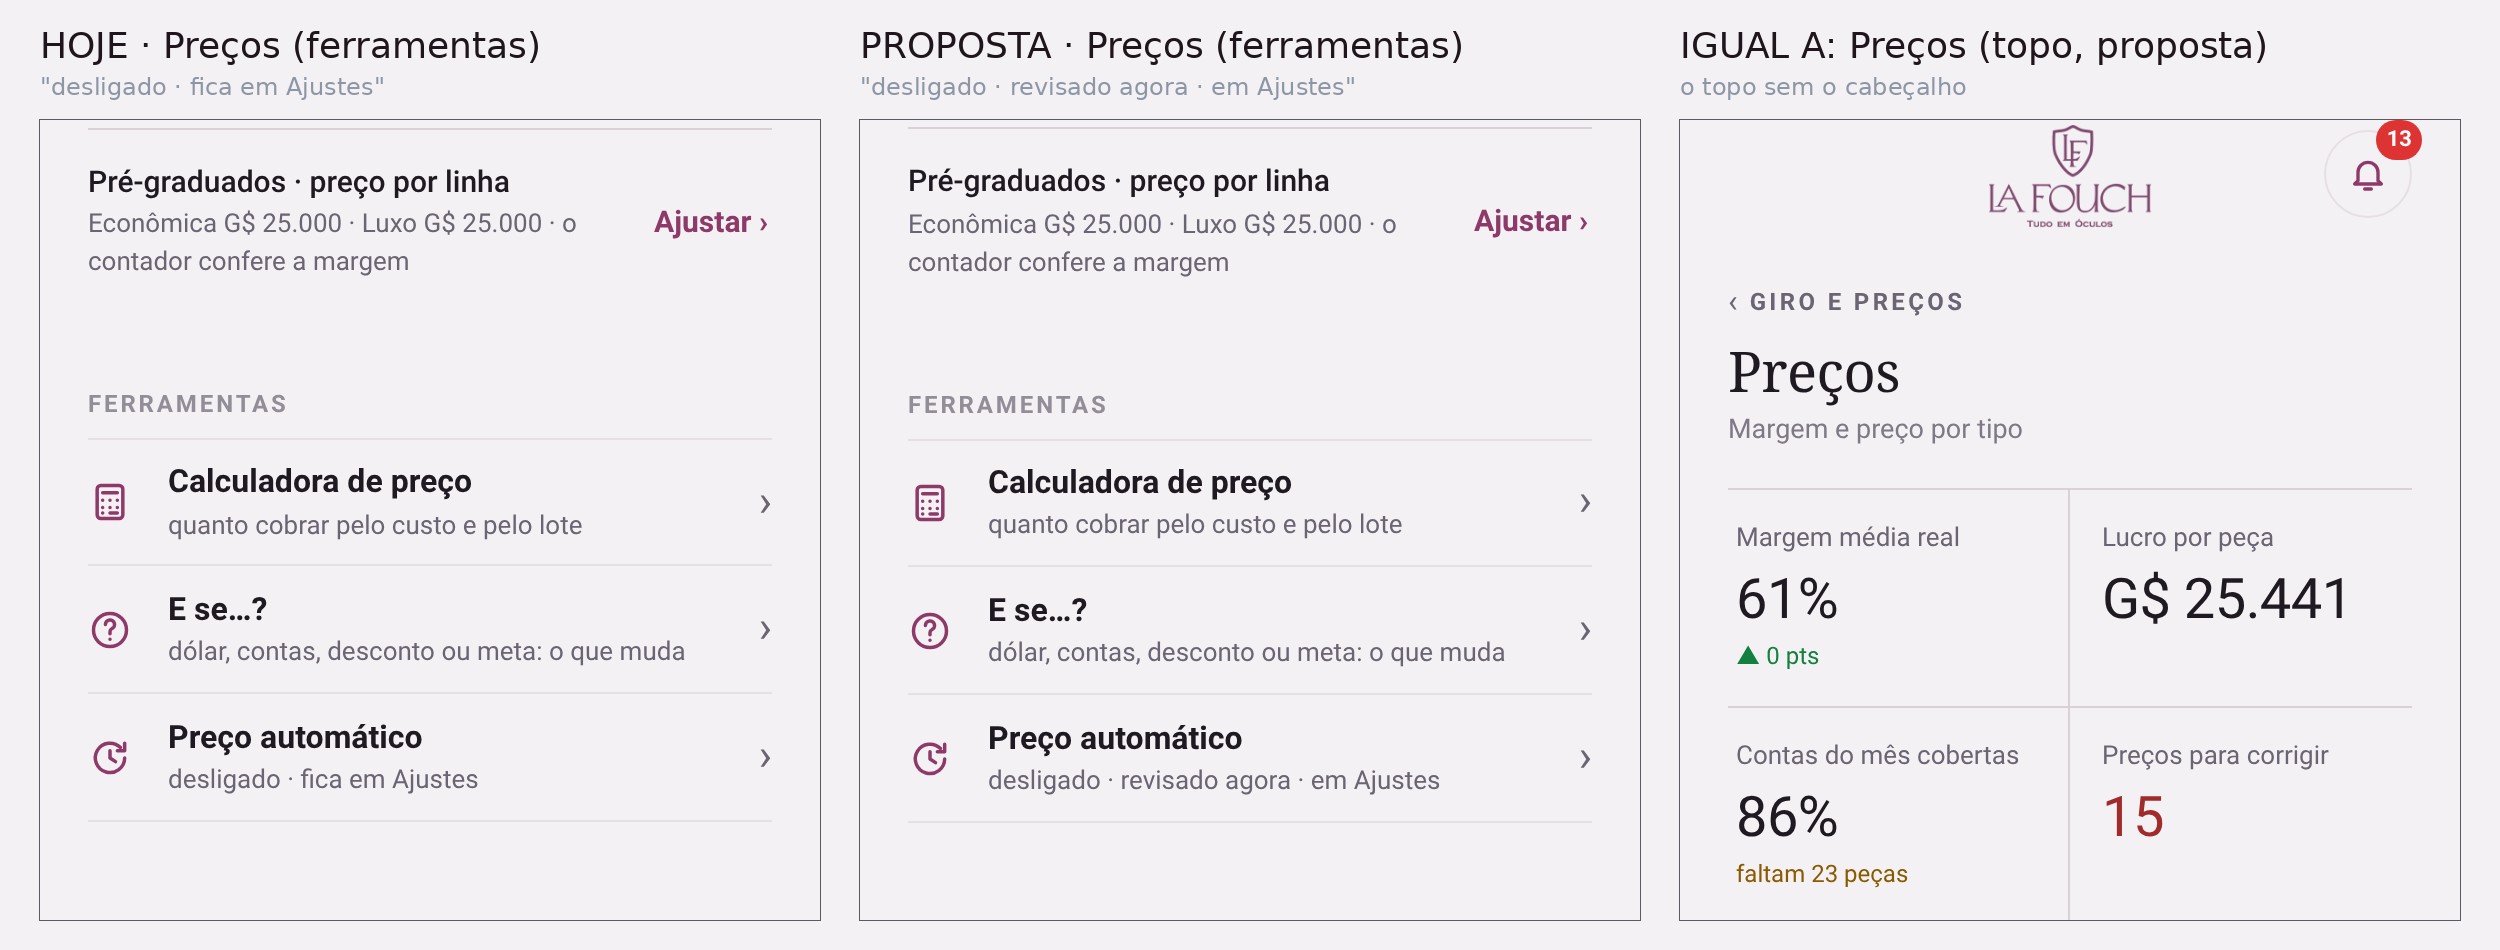 HOJE · Preços (ferramentas)
"desligado · fica em Ajustes"
Pré-graduados · preço por linha
Econômica G$ 25.000 · Luxo G$ 25.000 · o
contador confere a margem
Ajustar ›
FERRAMENTAS
Calculadora de preço
quanto cobrar pelo custo e pelo lote
›
E se...?
dólar, contas, desconto ou meta: o que muda
›
Preço automático
desligado · fica em Ajustes
›
PROPOSTA · Preços (ferramentas)
"desligado · revisado agora · em Ajustes"
Pré-graduados · preço por linha
Econômica G$ 25.000 · Luxo G$ 25.000 · o
contador confere a margem
Ajustar ›
FERRAMENTAS
Calculadora de preço
quanto cobrar pelo custo e pelo lote
›
E se...?
dólar, contas, desconto ou meta: o que muda
›
Preço automático
desligado · revisado agora · em Ajustes
›
IGUAL A: Preços (topo, proposta)
o topo sem o cabeçalho
LF
LA FOUCH
TUDO EM ÓCULOS
13
‹ GIRO E PREÇOS
Preços
Margem e preço por tipo
Margem média real
61%
▲ 0 pts
Lucro por peça
G$ 25.441
Contas do mês cobertas
86%
faltam 23 peças
Preços para corrigir
15